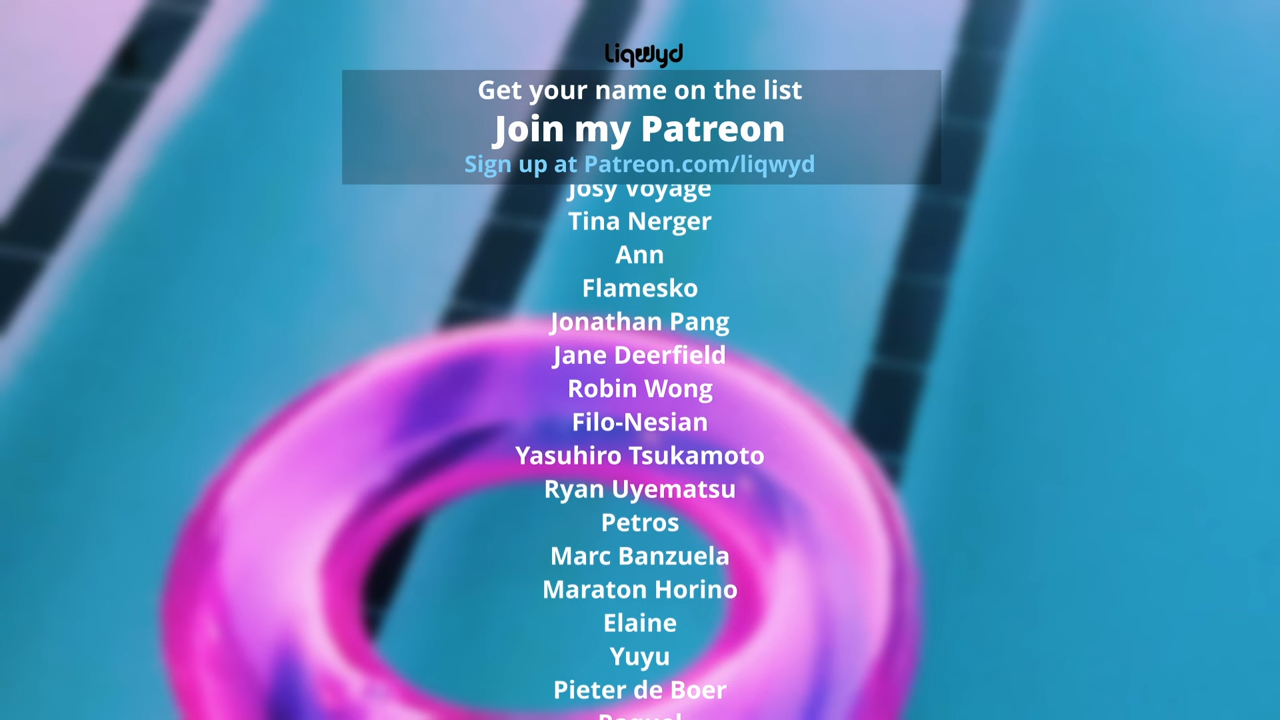 Liqwyd
Get your name on the list
Join my Patreon
Sign up at Patreon.com/liqwyd
Josy Voyage
Tina Nerger
Ann
Flamesko
Jonathan Pang
Jane Deerfield
Robin Wong
Filo-Nesian
Yasuhiro Tsukamoto
Ryan Uyematsu
Petros
Marc Banzuela
Maraton Horino
Elaine
Yuyu
Pieter de Boer